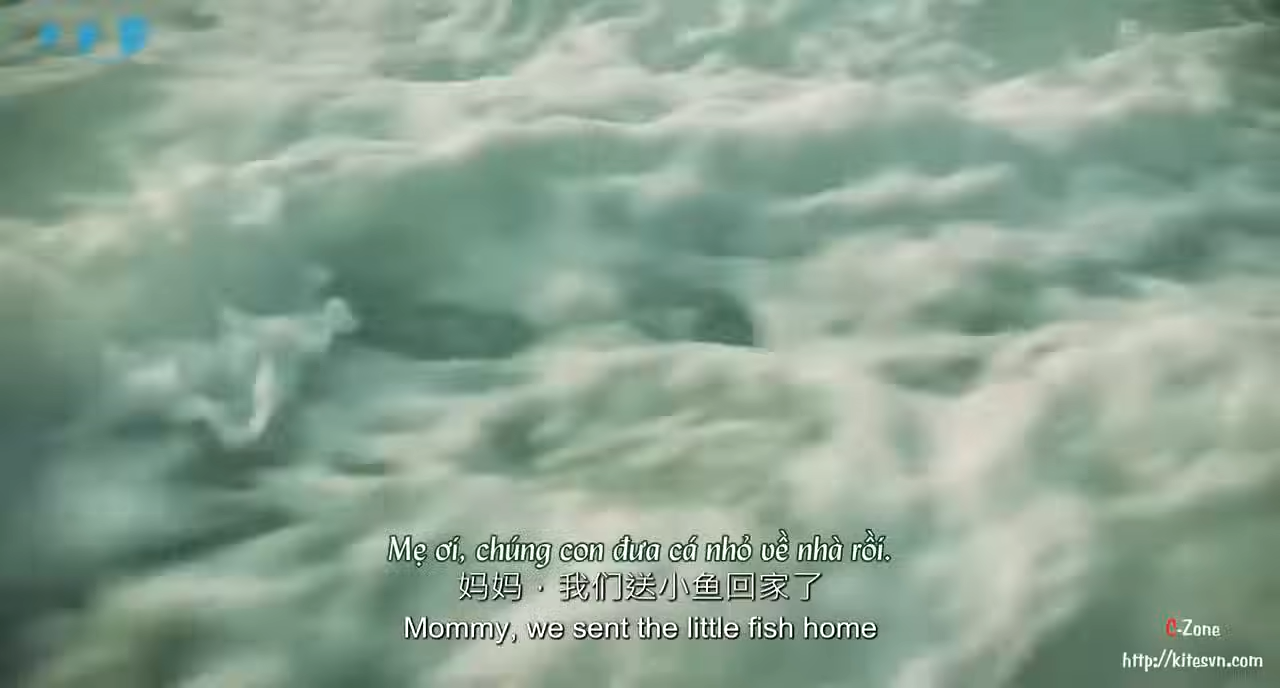 Mẹ ơi, chúng con đưa cá nhỏ về nhà rồi.
妈妈 · 我们送小鱼回家了
Mommy, we sent the little fish home
C-Zone
http://kitesvn.com